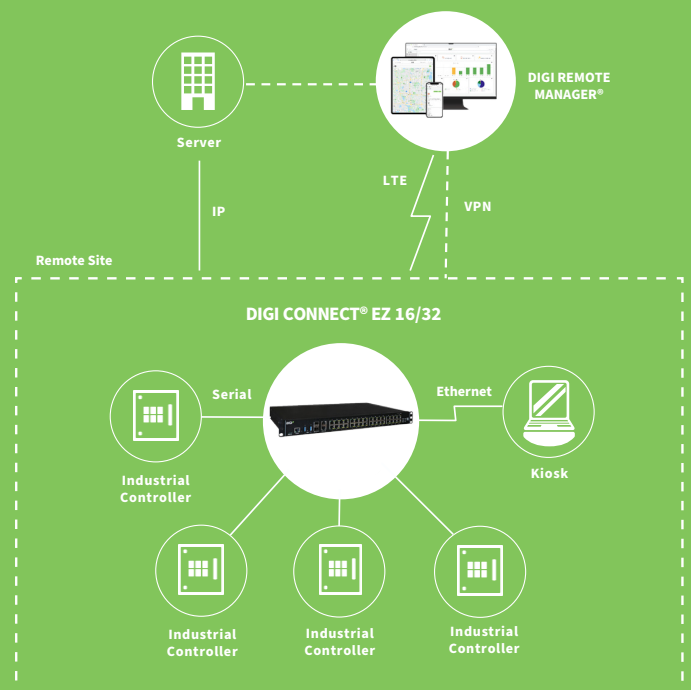 DIGI REMOTE
MANAGER®
Server
LTE
VPN
IP
Remote Site
DIGI CONNECT® EZ 16/32
Serial
Ethernet
Industrial
Controller
Kiosk
Industrial
Controller
Industrial
Controller
Industrial
Controller